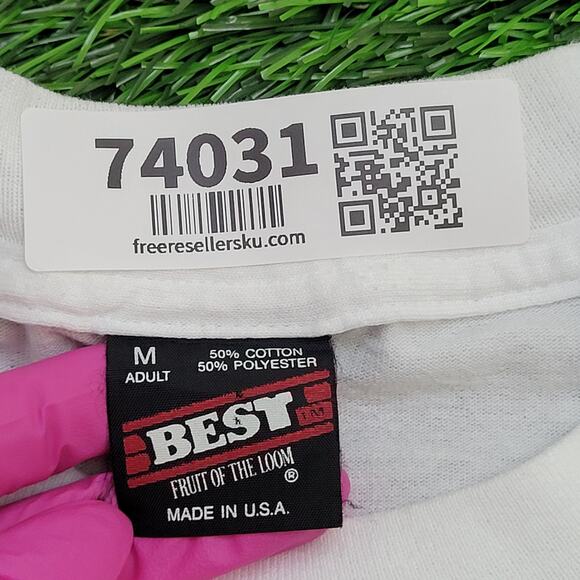 74031
freeresellersku.com
M
ADULT
50% COTTON
50% POLYESTER
BEST
TM
FRUIT OF THE LOOM
®
MADE IN U.S.A.